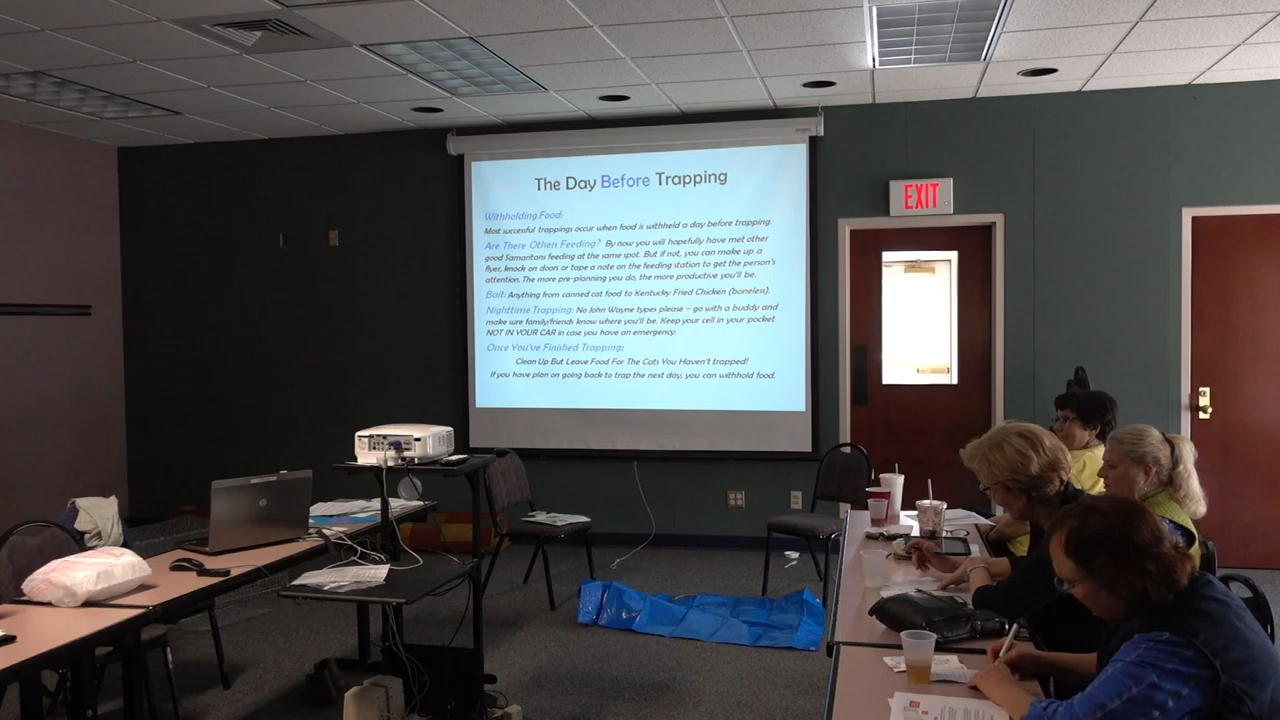 The Day Before Trapping
Withholding Food:
Most successful trappings occur when food is withheld a day before trapping.
Are There Others Feeding? By now you will hopefully have met other
good Samaritans feeding at the same spot. But if not, you can make up a
flyer, knock on doors or tape a note on the feeding station to get the person's
attention. The more pre-planning you do, the more productive you'll be.
Bait: Anything from canned cat food to Kentucky Fried Chicken (boneless).
Nighttime Trapping: No John Wayne types please – go with a buddy and
make sure family/friends know where you'll be. Keep your cell in your pocket
NOT IN YOUR CAR in case you have an emergency.
Once You've Finished Trapping:
Clean Up But Leave Food For The Cats You Haven't trapped!
If you have plan on going back to trap the next day, you can withhold food.
EXIT